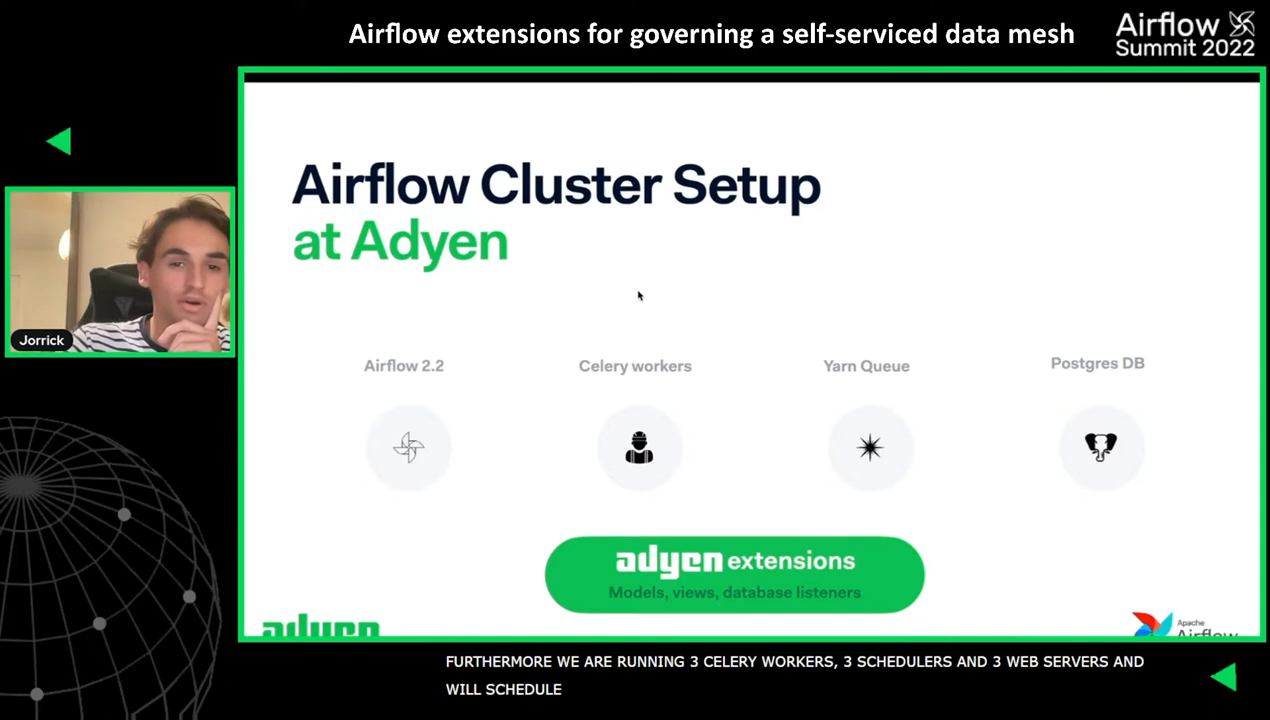 Airflow extensions for governing a self-serviced data mesh
Airflow
Summit 2022
Airflow Cluster Setup
at Adyen
Jorrick
Airflow 2.2
Celery workers
Yarn Queue
Postgres DB
adyen extensions
Models, views, database listeners
adyen
Apache
Airflow
FURTHERMORE WE ARE RUNNING 3 CELERY WORKERS, 3 SCHEDULERS AND 3 WEB SERVERS AND
WILL SCHEDULE